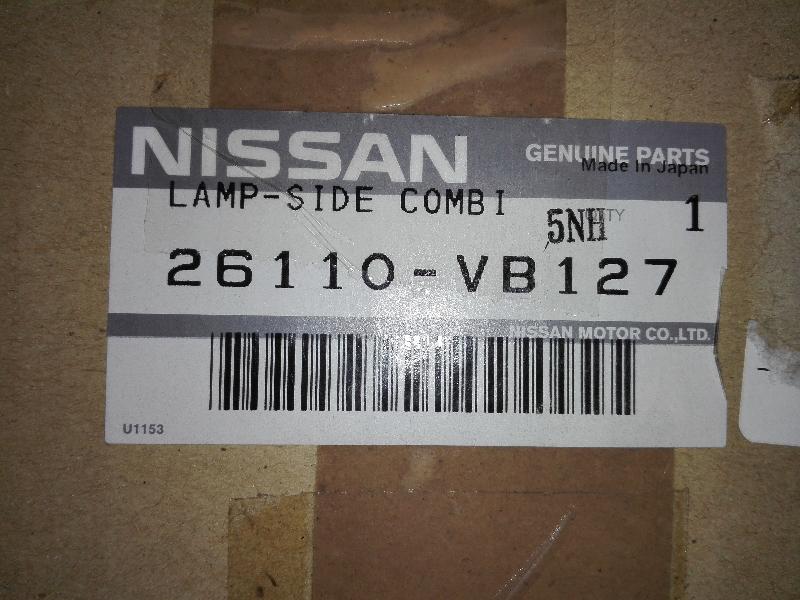 NISSAN
GENUINE PARTS
Made In Japan
LAMP-SIDE COMBI
5NH
1
26110-VB127
NISSAN MOTOR CO.,LTD.
U1153